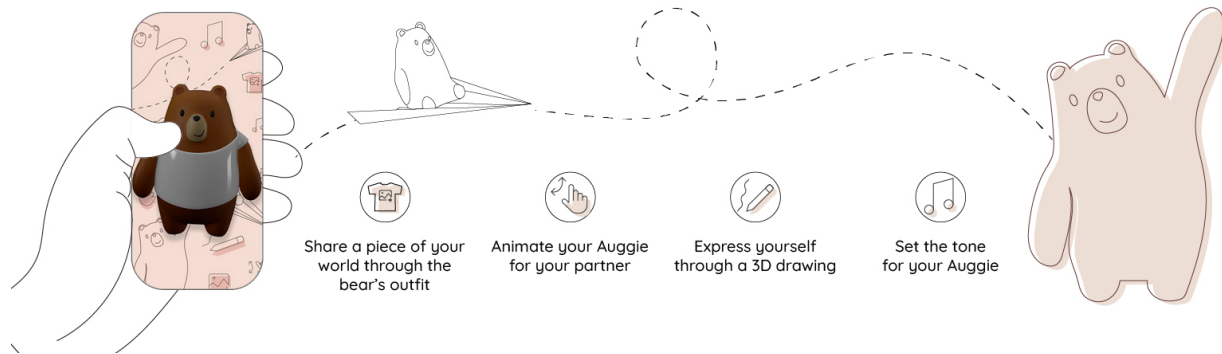 Share a piece of your
world through the
bear's outfit
Animate your Auggie
for your partner
Express yourself
through a 3D drawing
Set the tone
for your Auggie